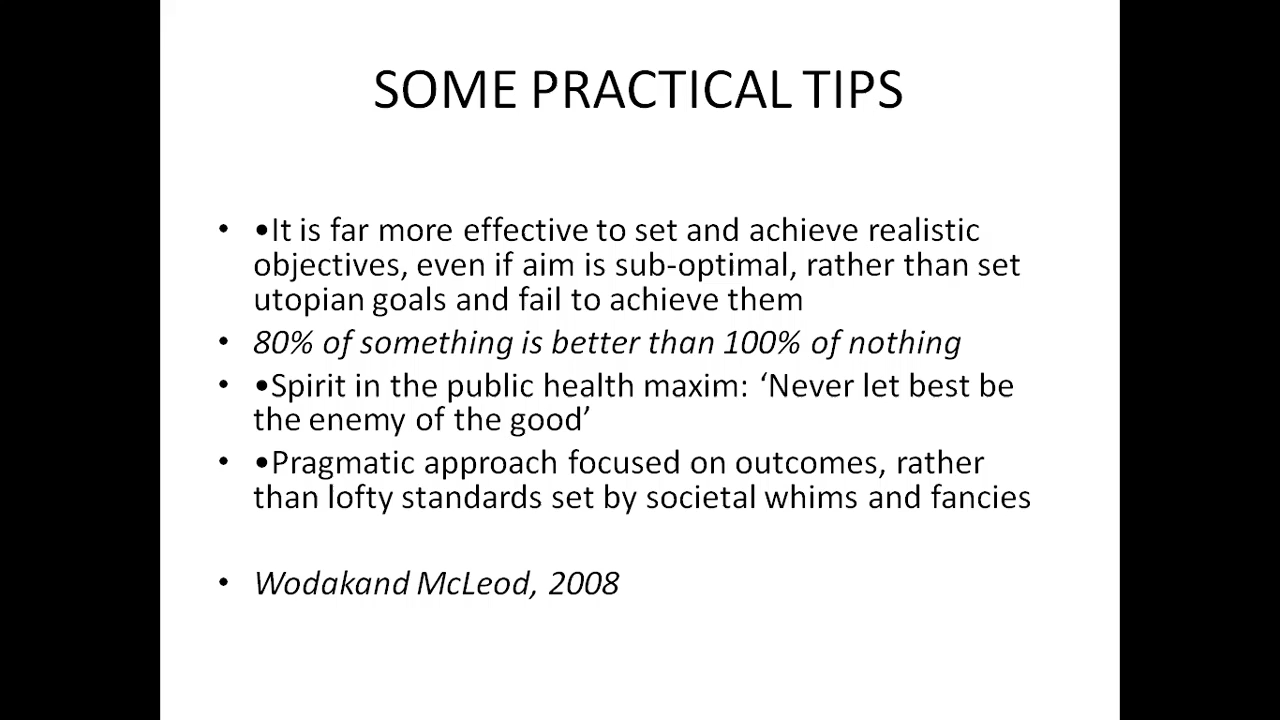 SOME PRACTICAL TIPS
• •It is far more effective to set and achieve realistic
objectives, even if aim is sub-optimal, rather than set
utopian goals and fail to achieve them
• 80% of something is better than 100% of nothing
• •Spirit in the public health maxim: ‘Never let best be
the enemy of the good’
• •Pragmatic approach focused on outcomes, rather
than lofty standards set by societal whims and fancies
• Wodakand McLeod, 2008